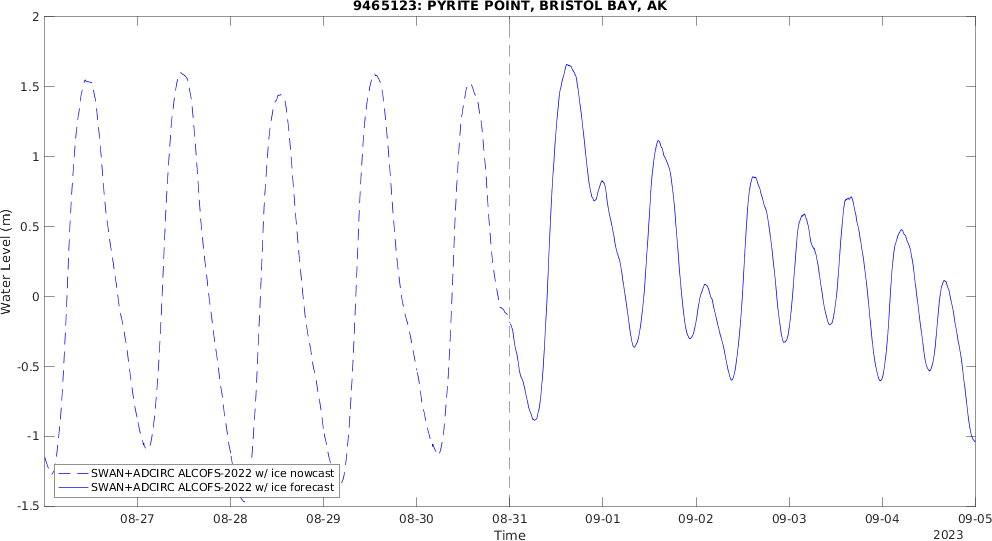 9465123: PYRITE POINT, BRISTOL BAY, AK
2
1.5
1
0.5
0
-0.5
-1
-1.5
Water Level (m)
SWAN+ADCIRC ALCOFS-2022 w/ ice nowcast
SWAN+ADCIRC ALCOFS-2022 w/ ice forecast
08-27 08-28 08-29 08-30 08-31 09-01 09-02 09-03 09-04 09-05
Time
2023